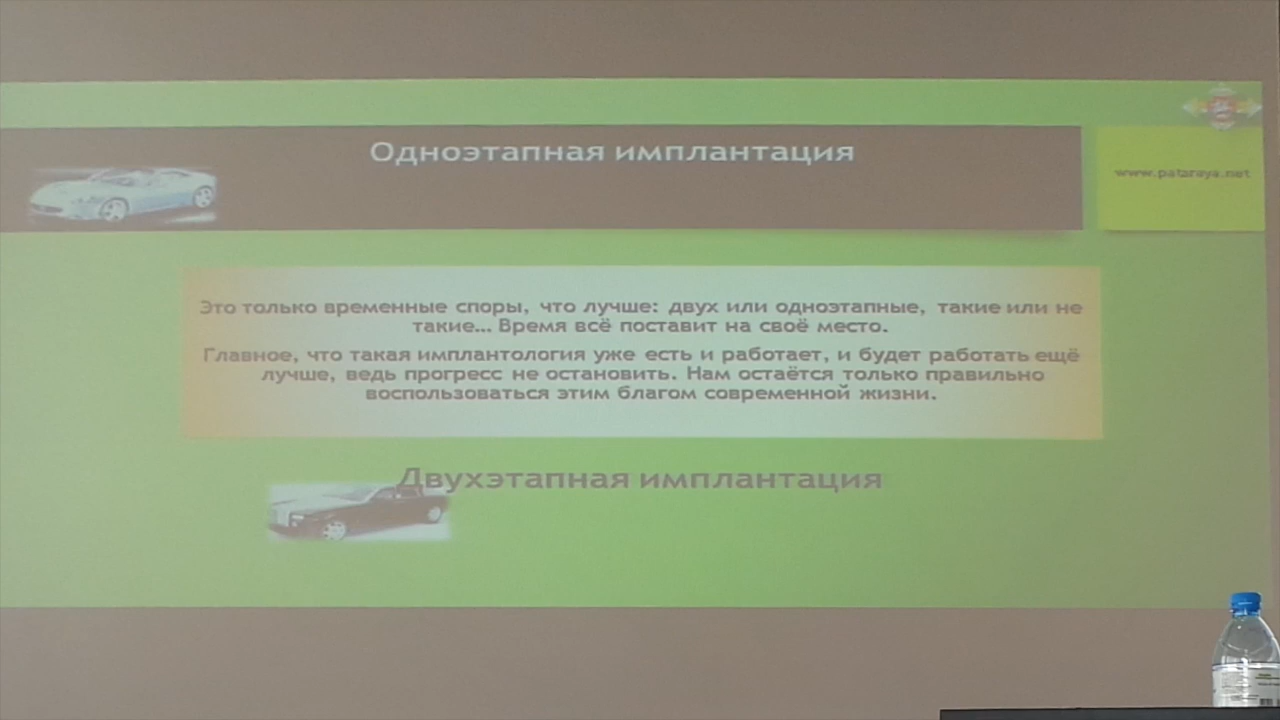 Одноэтапная имплантация
www.pataraya.net
Это только временные споры, что лучше: двух или одноэтапные, такие или не
такие... Время всё поставит на своё место.
Главное, что такая имплантология уже есть и работает, и будет работать ещё
лучше, ведь прогресс не остановить. Нам остаётся только правильно
воспользоваться этим благом современной жизни.
Двухэтапная имплантация